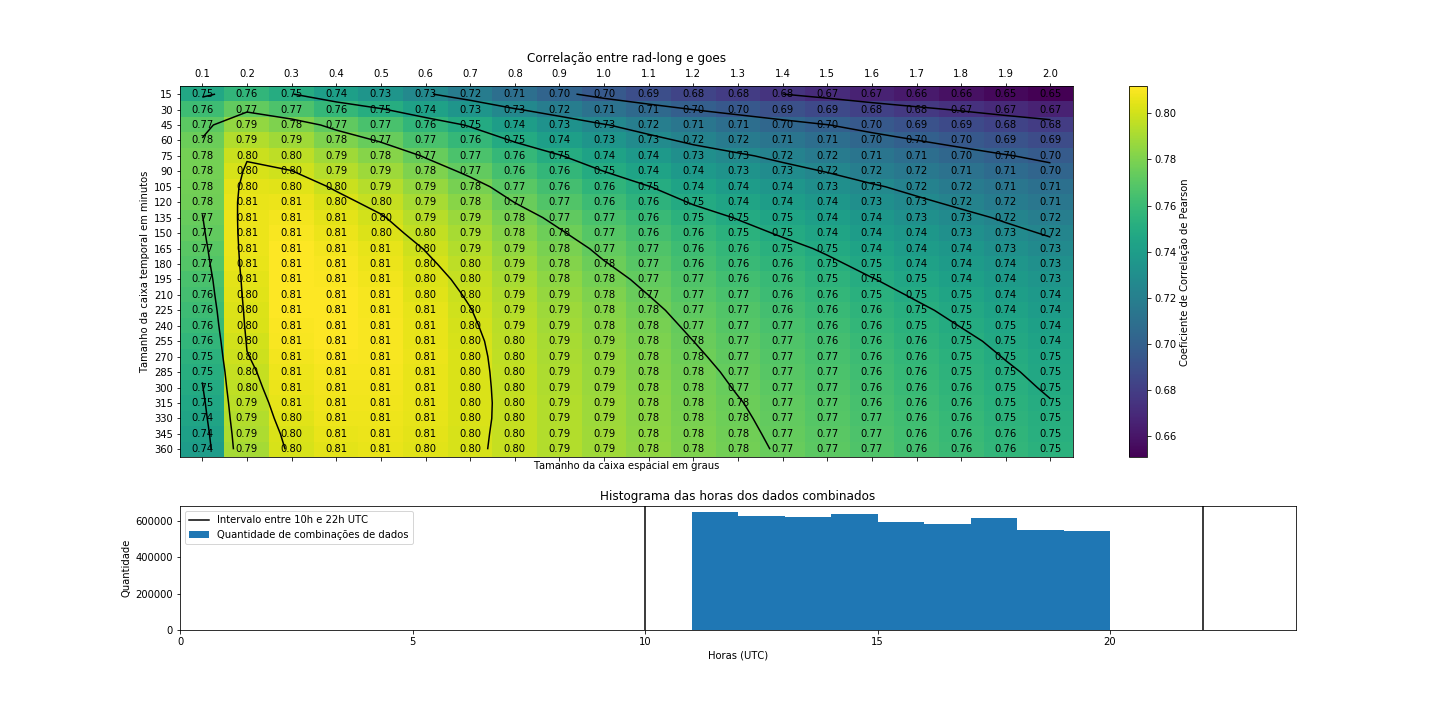 Correlação entre rad-long e goes
0.1 0.2 0.3 0.4 0.5 0.6 0.7 0.8 0.9 1.0 1.1 1.2 1.3 1.4 1.5 1.6 1.7 1.8 1.9 2.0
15 0.75 0.76 0.75 0.74 0.73 0.73 0.72 0.71 0.70 0.70 0.69 0.68 0.68 0.68 0.67 0.67 0.66 0.66 0.65 0.65
30 0.76 0.77 0.77 0.76 0.75 0.74 0.73 0.73 0.72 0.71 0.71 0.70 0.70 0.69 0.69 0.68 0.68 0.67 0.67 0.67
45 0.77 0.79 0.78 0.77 0.77 0.76 0.75 0.74 0.73 0.73 0.72 0.71 0.71 0.70 0.70 0.70 0.69 0.69 0.68 0.68
60 0.78 0.79 0.79 0.78 0.77 0.77 0.76 0.75 0.74 0.73 0.73 0.72 0.72 0.71 0.71 0.70 0.70 0.70 0.69 0.69
75 0.78 0.80 0.80 0.79 0.78 0.77 0.77 0.76 0.75 0.74 0.74 0.73 0.73 0.72 0.72 0.71 0.71 0.70 0.70 0.70
90 0.78 0.80 0.80 0.79 0.79 0.78 0.77 0.76 0.76 0.75 0.74 0.74 0.73 0.73 0.72 0.72 0.72 0.71 0.71 0.70
105 0.78 0.80 0.80 0.80 0.79 0.79 0.78 0.77 0.76 0.76 0.75 0.74 0.74 0.74 0.73 0.73 0.72 0.72 0.71 0.71
120 0.78 0.81 0.81 0.81 0.80 0.79 0.78 0.77 0.77 0.76 0.76 0.75 0.74 0.74 0.74 0.73 0.73 0.72 0.72 0.71
135 0.77 0.81 0.81 0.81 0.80 0.79 0.79 0.78 0.77 0.77 0.76 0.75 0.75 0.75 0.74 0.74 0.73 0.73 0.72 0.72
150 0.77 0.81 0.81 0.81 0.80 0.80 0.79 0.78 0.78 0.77 0.76 0.76 0.75 0.75 0.74 0.74 0.74 0.73 0.73 0.72
165 0.77 0.81 0.81 0.81 0.81 0.80 0.79 0.79 0.78 0.77 0.77 0.76 0.76 0.75 0.75 0.74 0.74 0.74 0.73 0.73
180 0.77 0.81 0.81 0.81 0.81 0.80 0.80 0.79 0.78 0.78 0.77 0.76 0.76 0.75 0.75 0.75 0.74 0.74 0.74 0.73
195 0.77 0.81 0.81 0.81 0.81 0.80 0.80 0.79 0.78 0.78 0.77 0.77 0.76 0.76 0.75 0.75 0.75 0.74 0.74 0.73
210 0.76 0.80 0.81 0.81 0.81 0.80 0.80 0.79 0.79 0.78 0.77 0.77 0.76 0.76 0.76 0.75 0.75 0.75 0.74 0.74
225 0.76 0.80 0.81 0.81 0.81 0.81 0.80 0.79 0.79 0.78 0.78 0.77 0.77 0.76 0.76 0.76 0.75 0.75 0.74 0.74
240 0.76 0.80 0.81 0.81 0.81 0.81 0.80 0.79 0.79 0.78 0.78 0.77 0.77 0.76 0.76 0.76 0.75 0.75 0.75 0.74
255 0.76 0.80 0.81 0.81 0.81 0.81 0.80 0.80 0.79 0.79 0.78 0.78 0.77 0.77 0.76 0.76 0.76 0.75 0.75 0.74
270 0.75 0.80 0.81 0.81 0.81 0.81 0.80 0.80 0.79 0.79 0.78 0.78 0.77 0.77 0.76 0.76 0.76 0.75 0.75 0.75
285 0.75 0.80 0.81 0.81 0.81 0.81 0.80 0.80 0.79 0.79 0.78 0.78 0.77 0.77 0.77 0.76 0.76 0.76 0.75 0.75
300 0.75 0.80 0.81 0.81 0.81 0.81 0.80 0.80 0.79 0.79 0.78 0.78 0.77 0.77 0.77 0.76 0.76 0.76 0.75 0.75
315 0.75 0.79 0.81 0.81 0.81 0.81 0.80 0.80 0.79 0.79 0.78 0.78 0.78 0.77 0.77 0.76 0.76 0.76 0.75 0.75
330 0.75 0.79 0.80 0.81 0.81 0.81 0.80 0.80 0.79 0.79 0.78 0.78 0.78 0.77 0.77 0.77 0.76 0.76 0.76 0.75
345 0.74 0.79 0.80 0.81 0.81 0.81 0.80 0.80 0.79 0.79 0.78 0.78 0.78 0.77 0.77 0.77 0.76 0.76 0.76 0.75
360 0.74 0.79 0.80 0.81 0.81 0.80 0.80 0.80 0.79 0.79 0.78 0.78 0.78 0.77 0.77 0.77 0.76 0.76 0.76 0.75
Tamanho da caixa temporal em minutos
Tamanho da caixa espacial em graus
0.80
0.78
0.76
0.74
0.72
0.70
0.68
0.66
Coeficiente de Correlação de Pearson
Histograma das horas dos dados combinados
Intervalo entre 10h e 22h UTC
Quantidade de combinações de dados
600000
400000
200000
0
Quantidade
0 5 10 15 20
Horas (UTC)